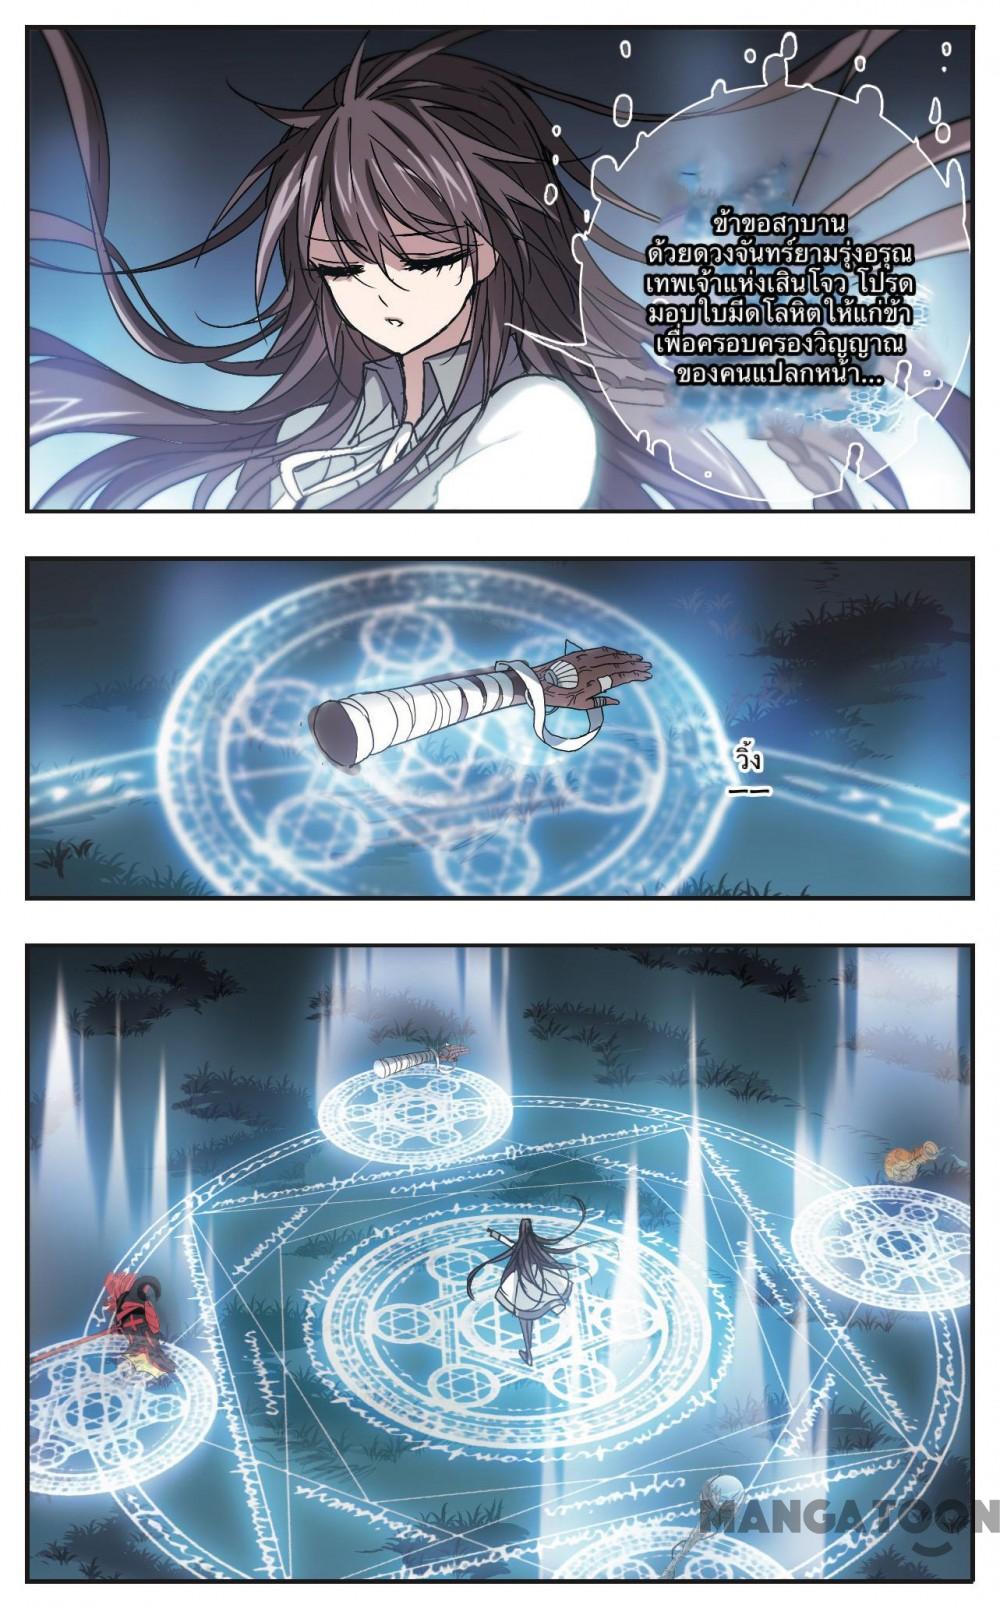 ข้าขอสาบาน
ด้วยดวงจันทร์ยามรุ่งอรุณ
เทพเจ้าแห่งเสินโจว โปรด
มอบใบมีดโลหิตให้แก่ข้า
เพื่อครอบครองวิญญาณ
ของคนแปลกหน้า...
วิ้ง
——
MANGATOON